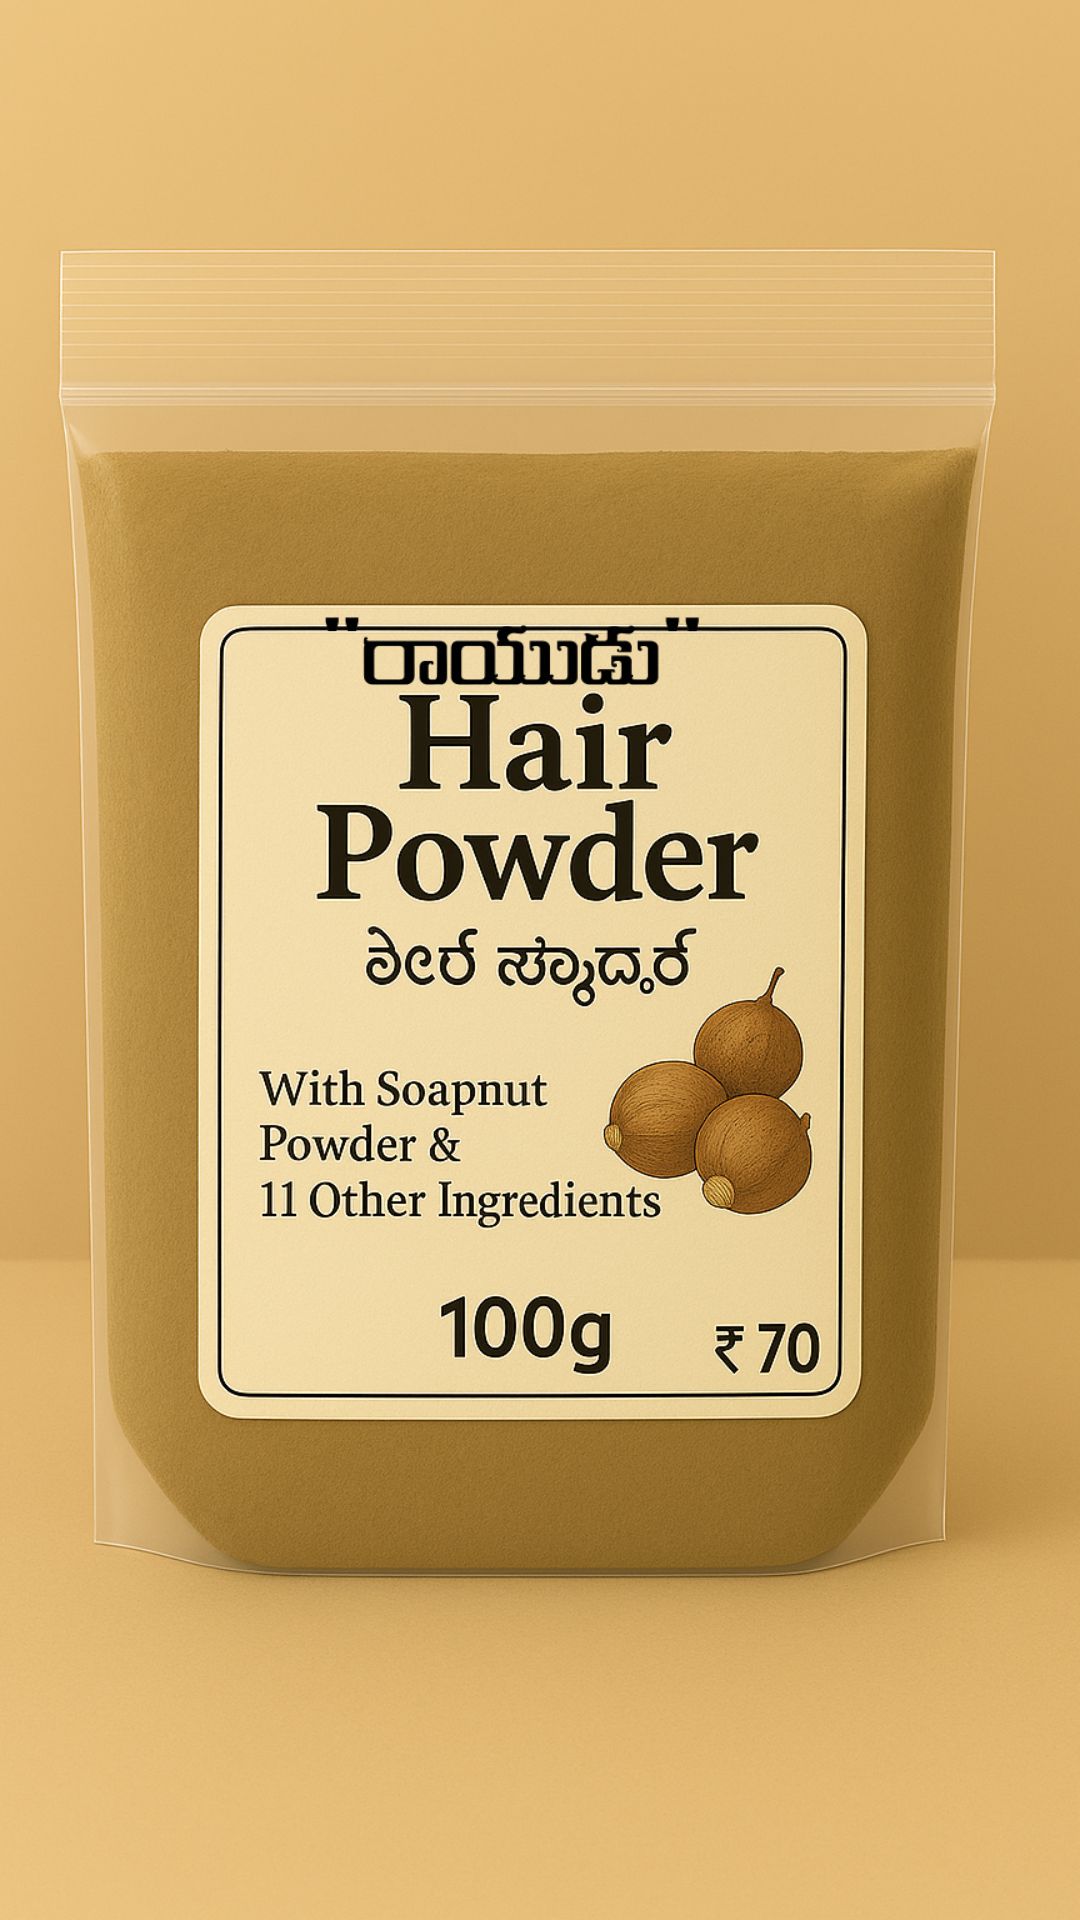 "రాయుడు"
Hair
Powder
With Soapnut
Powder &
11 Other Ingredients
100g
₹ 70